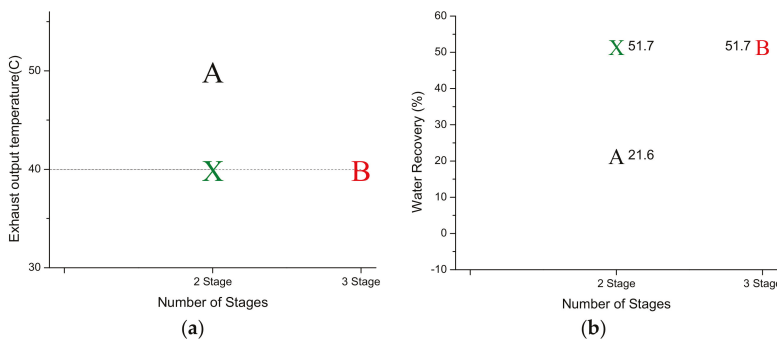 Exhaust output temperature(C)
50
40
30
A
X
B
2 Stage
3 Stage
Number of Stages
(a)
Water Recovery (%)
60
50
40
30
20
10
0
-10
X 51.7
51.7 B
A 21.6
2 Stage
3 Stage
Number of Stages
(b)